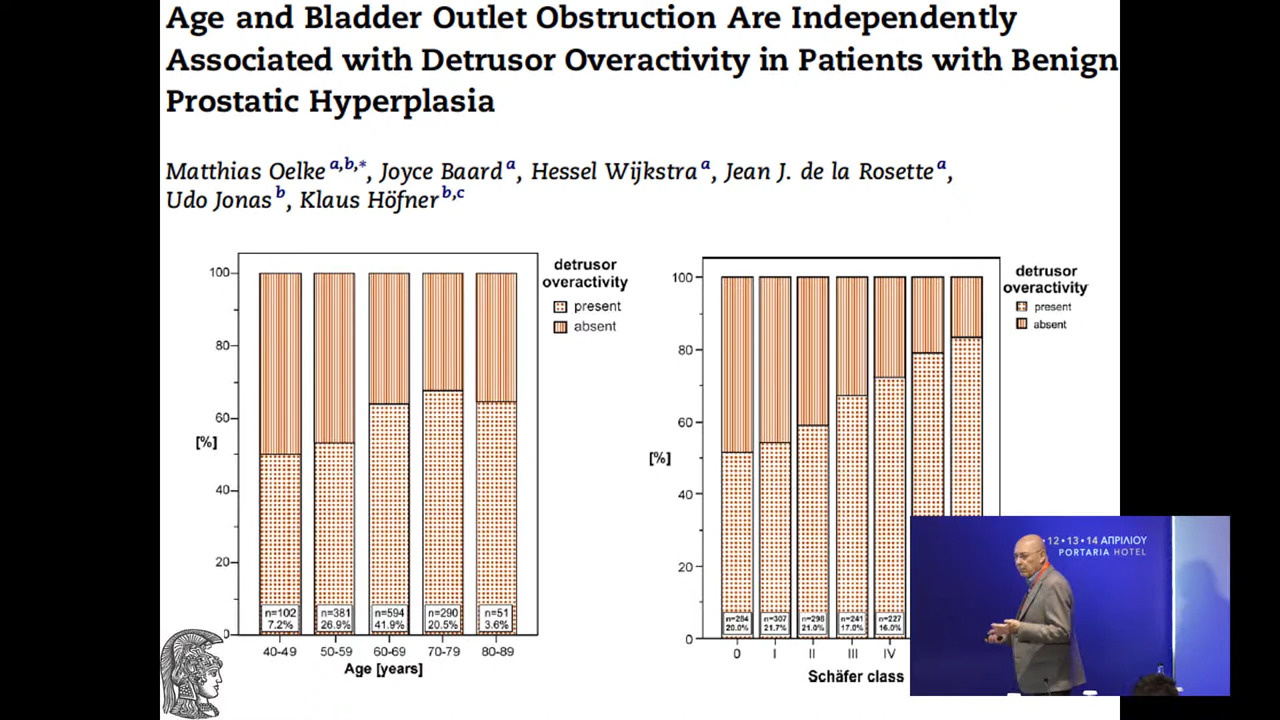 Age and Bladder Outlet Obstruction Are Independently
Associated with Detrusor Overactivity in Patients with Benign
Prostatic Hyperplasia
Matthias Oelke a,b,*, Joyce Baard a, Hessel Wijkstra a, Jean J. de la Rosette a,
Udo Jonas b, Klaus Höfner b,c
detrusor
overactivity
present
absent
100
80
60
[%]
40
20
0
n=102
7.2%
n=381
26.9%
n=594
41.9%
n=290
20.5%
n=51
3.6%
40-49 50-59 60-69 70-79 80-89
Age [years]
detrusor
overactivity
present
absent
100
80
60
[%]
40
20
0
n=284
20.0%
n=307
21.7%
n=298
21.0%
n=241
17.0%
n=227
16.0%
0 I II III IV
Schäfer class
12•13•14 ΑΠΡΙΛΙΟΥ
PORTARIA HOTEL